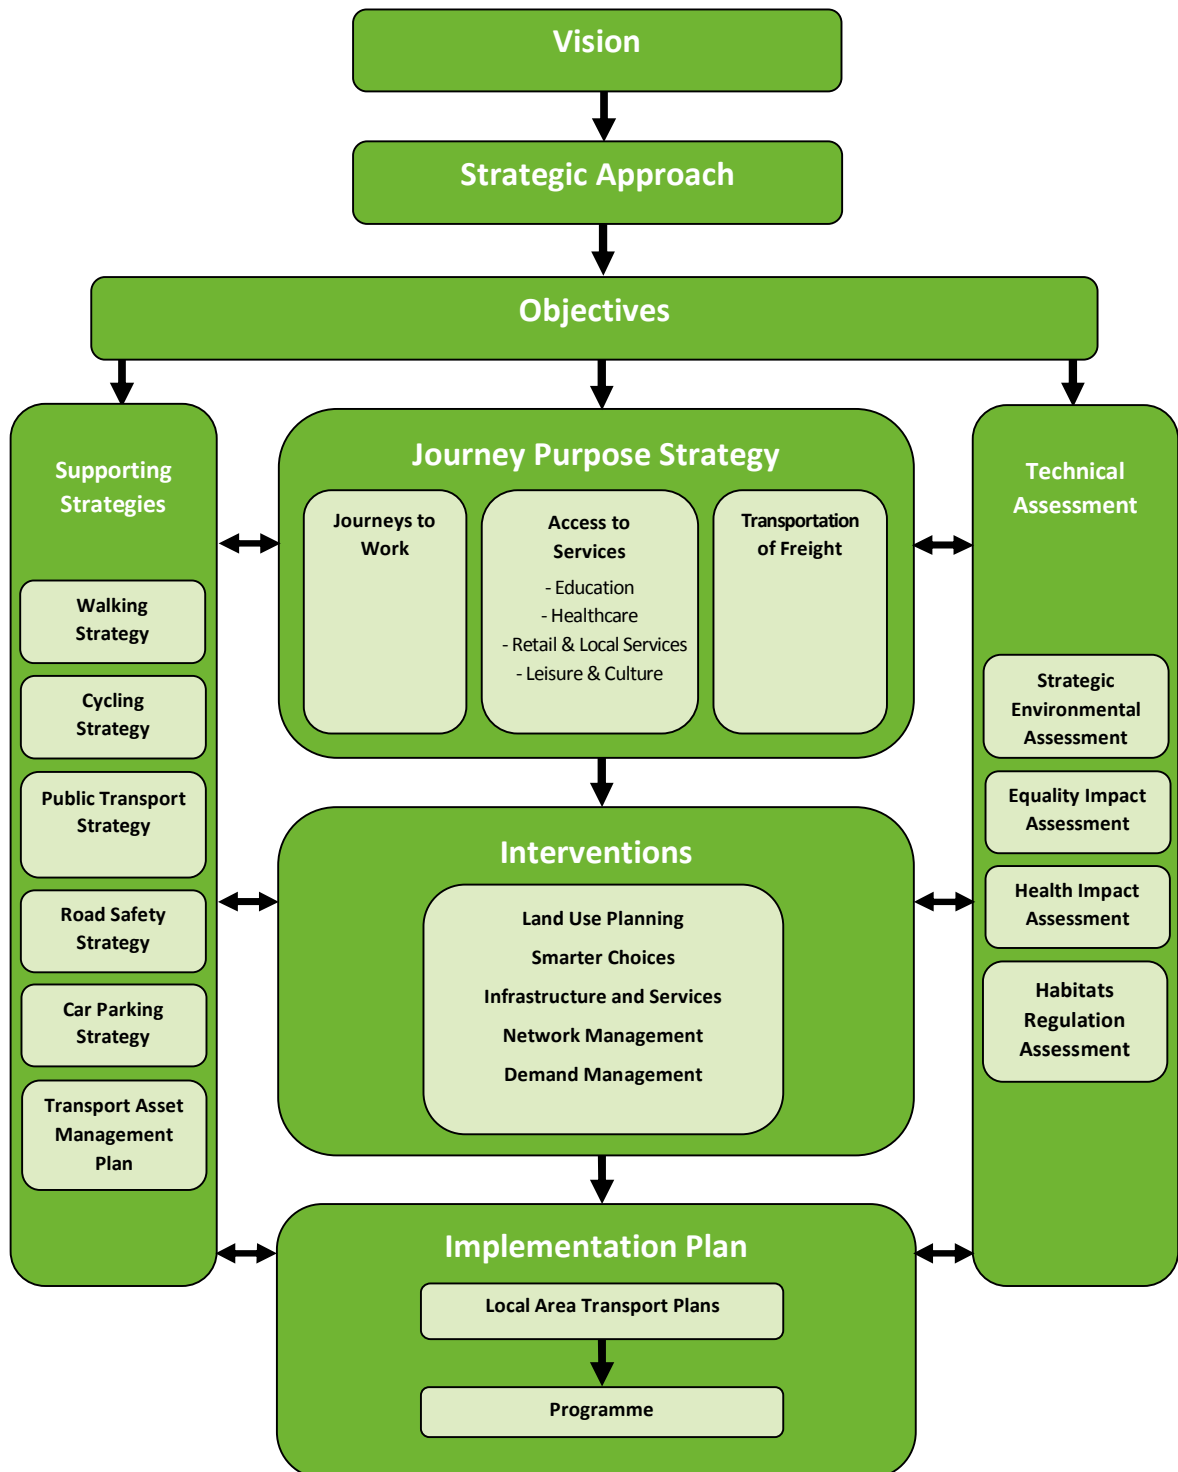 Vision
Strategic Approach
Objectives
Supporting
Strategies
Walking
Strategy
Cycling
Strategy
Public Transport
Strategy
Road Safety
Strategy
Car Parking
Strategy
Transport Asset
Management
Plan
Journey Purpose Strategy
Journeys to
Work
Access to
Services
- Education
- Healthcare
- Retail & Local Services
- Leisure & Culture
Transportation
of Freight
Interventions
Land Use Planning
Smarter Choices
Infrastructure and Services
Network Management
Demand Management
Implementation Plan
Local Area Transport Plans
Programme
Technical
Assessment
Strategic
Environmental
Assessment
Equality Impact
Assessment
Health Impact
Assessment
Habitats
Regulation
Assessment